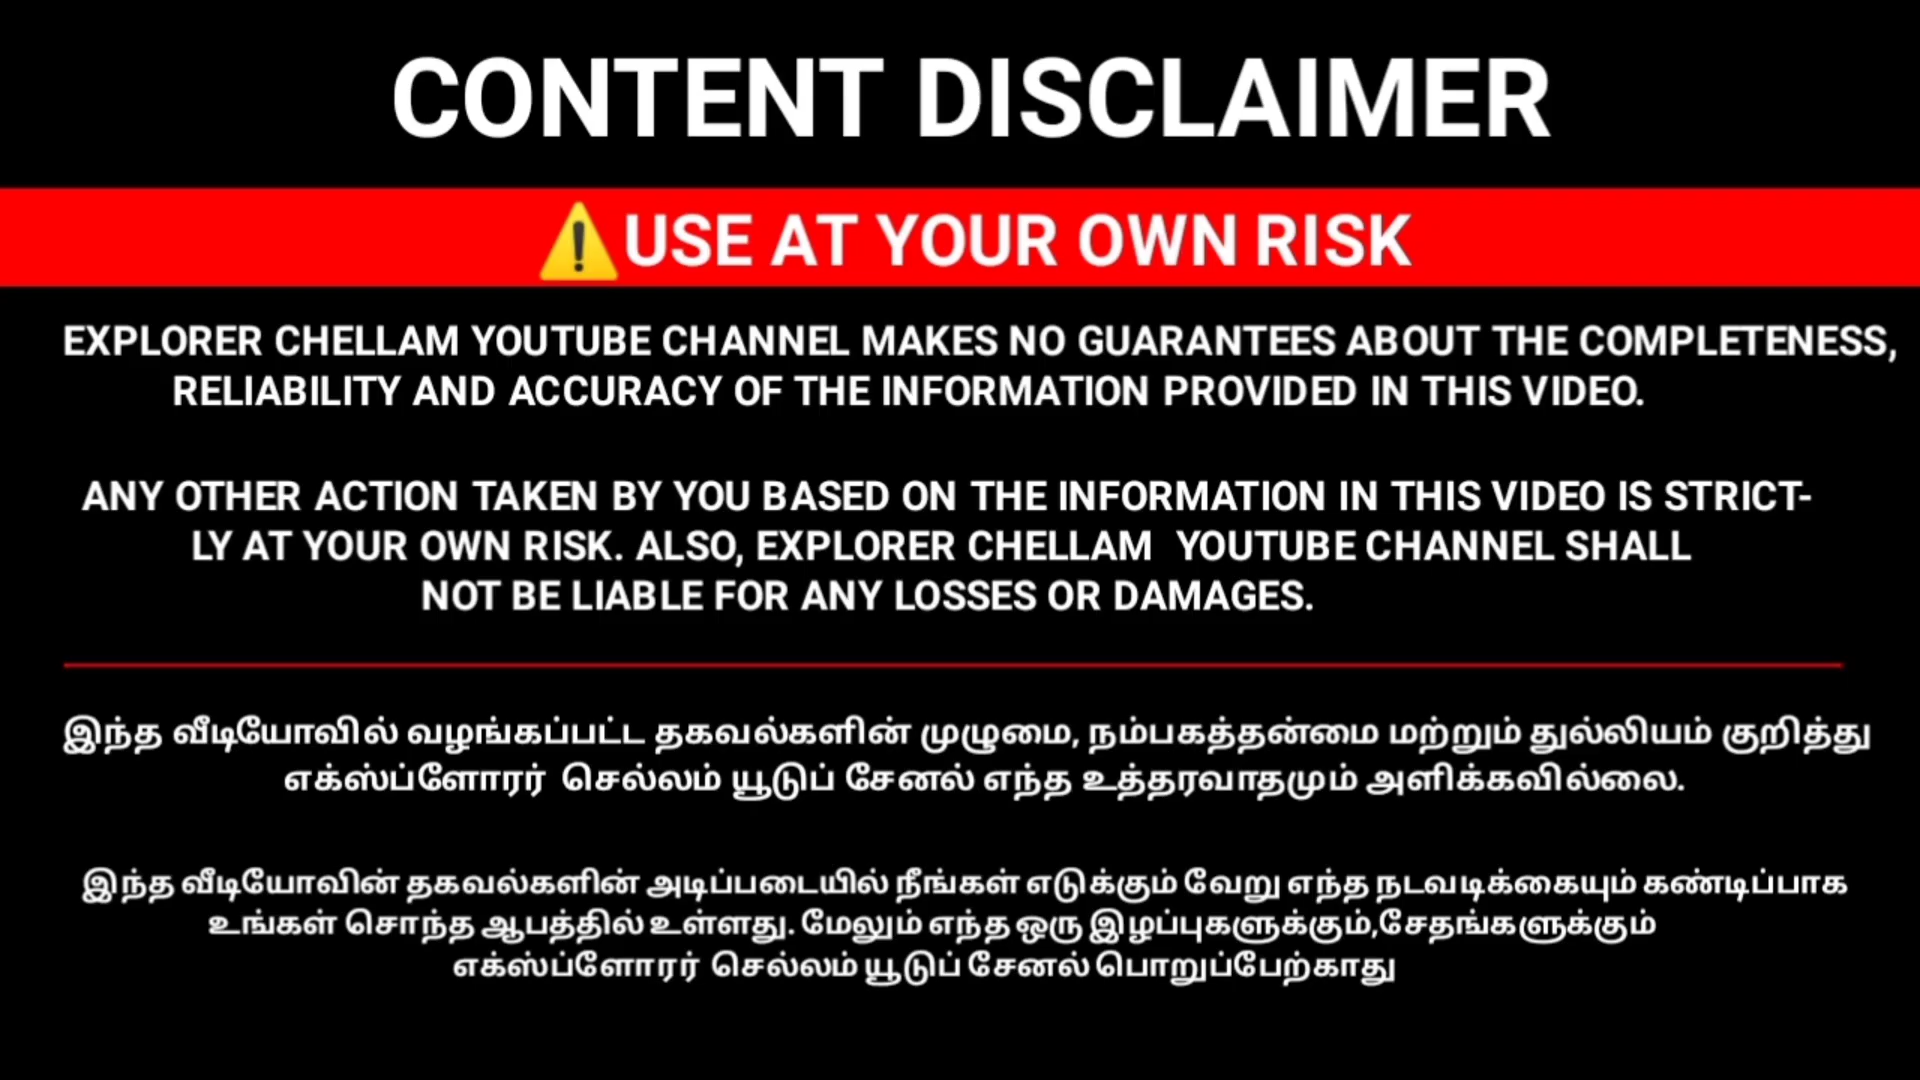 CONTENT DISCLAIMER
⚠️USE AT YOUR OWN RISK
EXPLORER CHELLAM YOUTUBE CHANNEL MAKES NO GUARANTEES ABOUT THE COMPLETENESS,
RELIABILITY AND ACCURACY OF THE INFORMATION PROVIDED IN THIS VIDEO.
ANY OTHER ACTION TAKEN BY YOU BASED ON THE INFORMATION IN THIS VIDEO IS STRICT-
LY AT YOUR OWN RISK. ALSO, EXPLORER CHELLAM YOUTUBE CHANNEL SHALL
NOT BE LIABLE FOR ANY LOSSES OR DAMAGES.
இந்த வீடியோவில் வழங்கப்பட்ட தகவல்களின் முழுமை, நம்பகத்தன்மை மற்றும் துல்லியம் குறித்து
எக்ஸ்ப்ளோரர் செல்லம் யூடுப் சேனல் எந்த உத்தரவாதமும் அளிக்கவில்லை.
இந்த வீடியோவின் தகவல்களின் அடிப்படையில் நீங்கள் எடுக்கும் வேறு எந்த நடவடிக்கையும் கண்டிப்பாக
உங்கள் சொந்த ஆபத்தில் உள்ளது. மேலும் எந்த ஒரு இழப்புகளுக்கும்,சேதங்களுக்கும்
எக்ஸ்ப்ளோரர் செல்லம் யூடுப் சேனல் பொறுப்பேற்காது